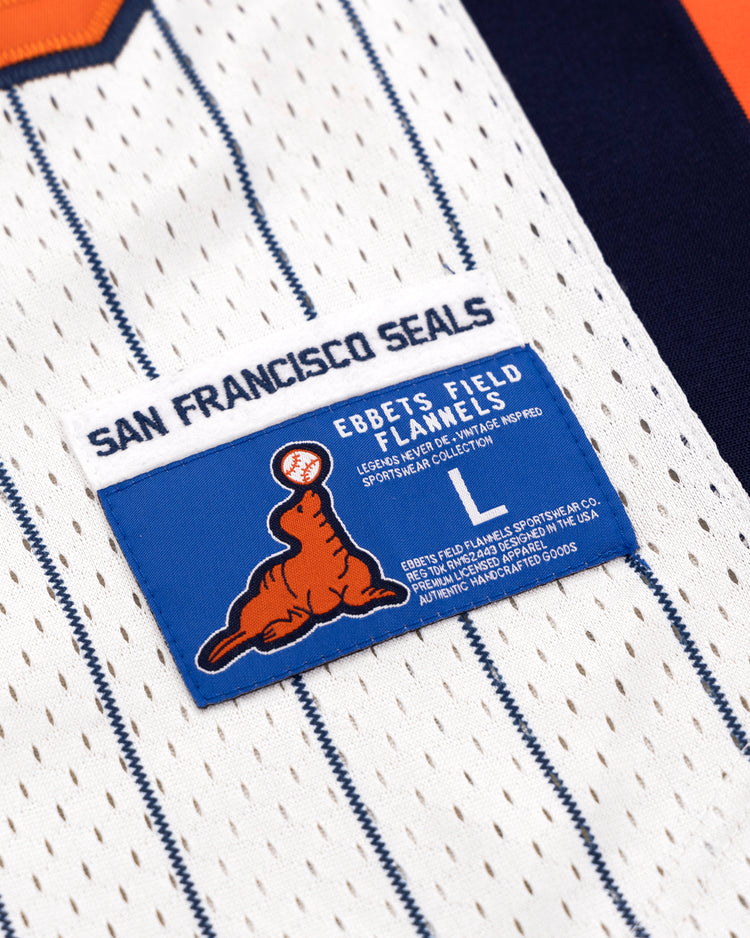 SAN FRANCISCO SEALS
EBBETS FIELD
FLANNELS
LEGENDS NEVER DIE • VINTAGE INSPIRED
SPORTSWEAR COLLECTION
L
EBBETS FIELD FLANNELS SPORTSWEAR CO.
REG TDK RN162443 DESIGNED IN THE USA
PREMIUM LICENSED APPAREL
AUTHENTIC HANDCRAFTED GOODS